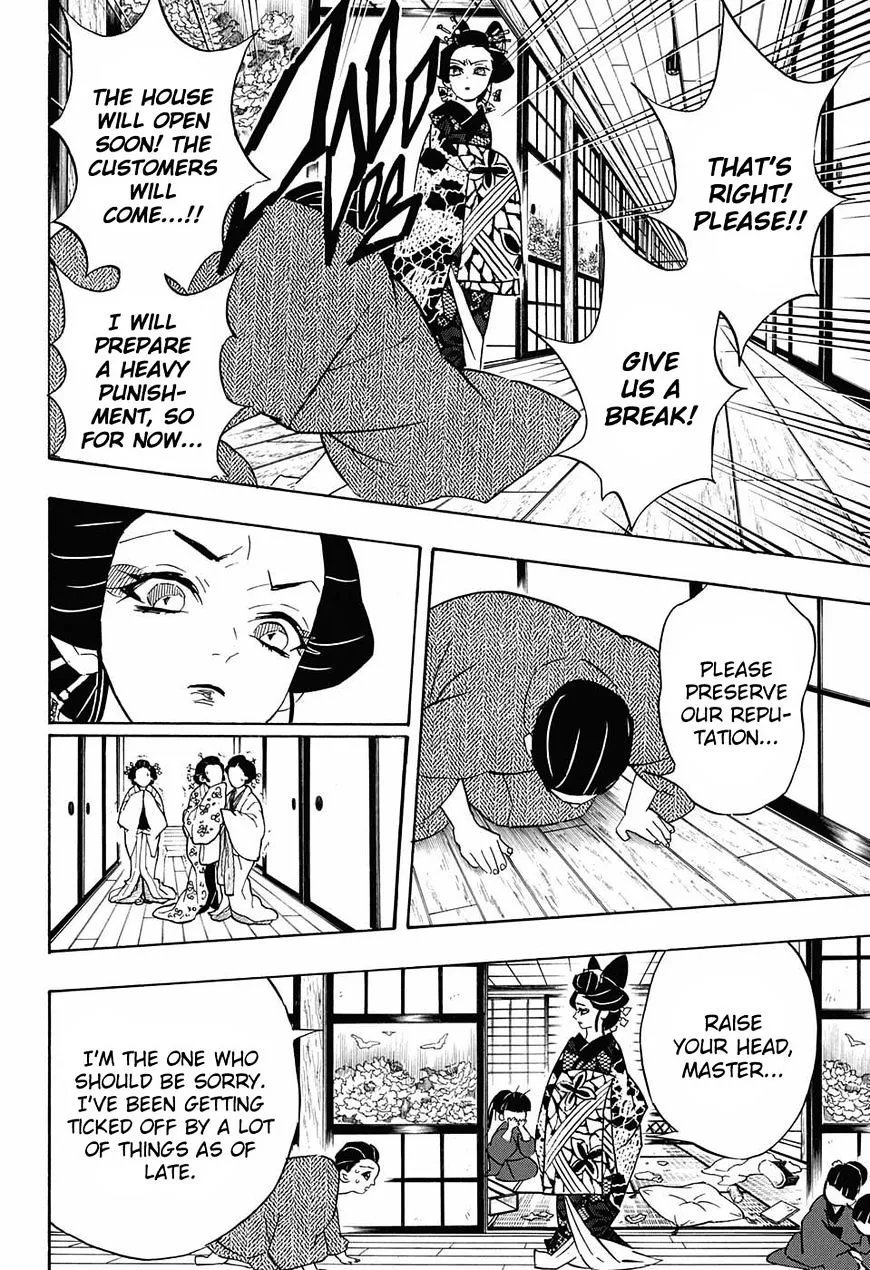 THAT'S
RIGHT!
PLEASE!!
GIVE
US A
BREAK!
THE HOUSE
WILL OPEN
SOON! THE
CUSTOMERS
WILL
COME...!!
I WILL
PREPARE
A HEAVY
PUNISH-
MENT, SO
FOR NOW...
PLEASE
PRESERVE
OUR REPU-
TATION...
RAISE
YOUR HEAD,
MASTER...
I'M THE ONE WHO
SHOULD BE SORRY.
I'VE BEEN GETTING
TICKED OFF BY A LOT
OF THINGS AS OF
LATE.